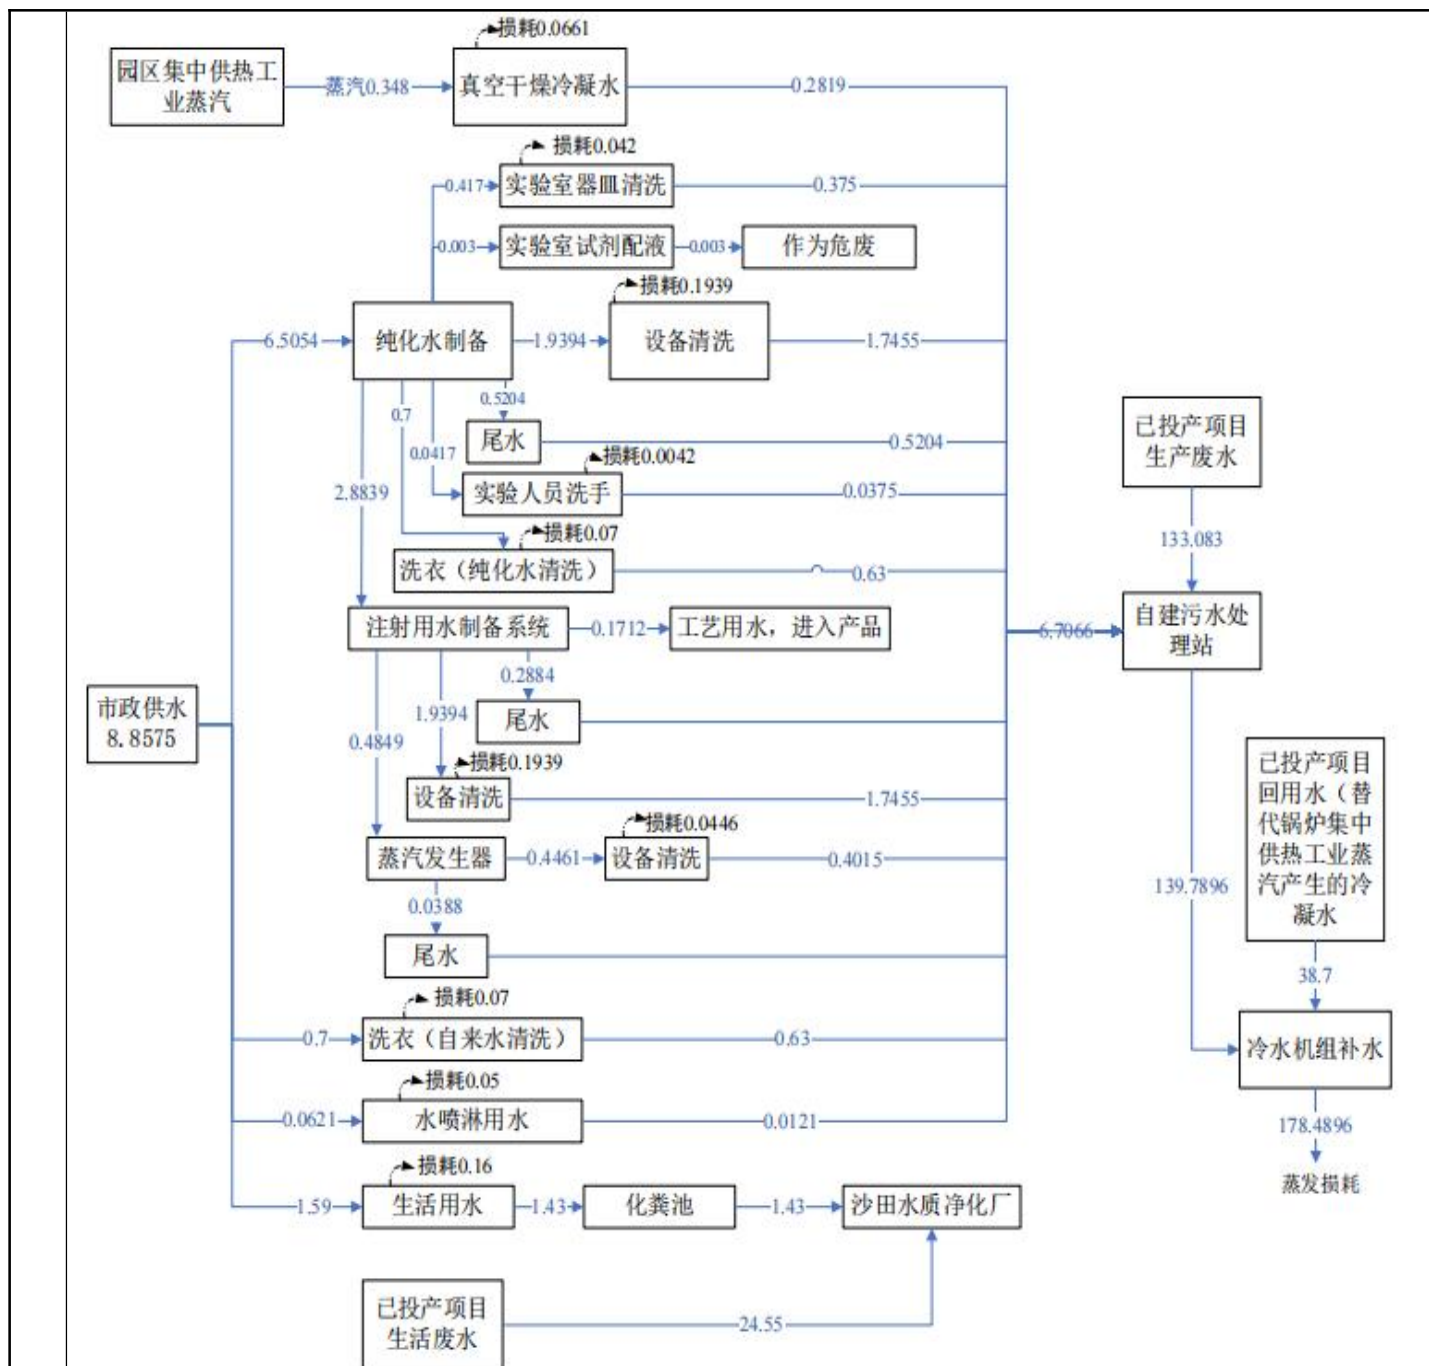 损耗0.0661
园区集中供热工
业蒸汽
蒸汽0.348
真空干燥冷凝水
0.2819
损耗0.042
0.417
实验室器皿清洗
0.375
0.003
实验室试剂配液
0.003
作为危废
损耗0.1939
6.5054
纯化水制备
1.9394
设备清洗
1.7455
0.5204
0.7
尾水
0.5204
0.0417
损耗0.0042
2.8839
实验人员洗手
0.0375
损耗0.07
洗衣（纯化水清洗）
0.63
已投产项目
生产废水
133.083
注射用水制备系统
0.1712
工艺用水，进入产品
6.7066
自建污水处
理站
0.2884
市政供水
8.8575
1.9394
尾水
0.4849
损耗0.1939
设备清洗
1.7455
损耗0.0446
蒸汽发生器
0.4461
设备清洗
0.4015
已投产项目
回用水（替
代锅炉集中
供热工业蒸
汽产生的冷
凝水
139.7896
0.0388
尾水
38.7
损耗0.07
0.7
洗衣（自来水清洗）
0.63
冷水机组补水
损耗0.05
0.0621
水喷淋用水
0.0121
178.4896
蒸发损耗
损耗0.16
1.59
生活用水
1.43
化粪池
1.43
沙田水质净化厂
已投产项目
生活废水
24.55